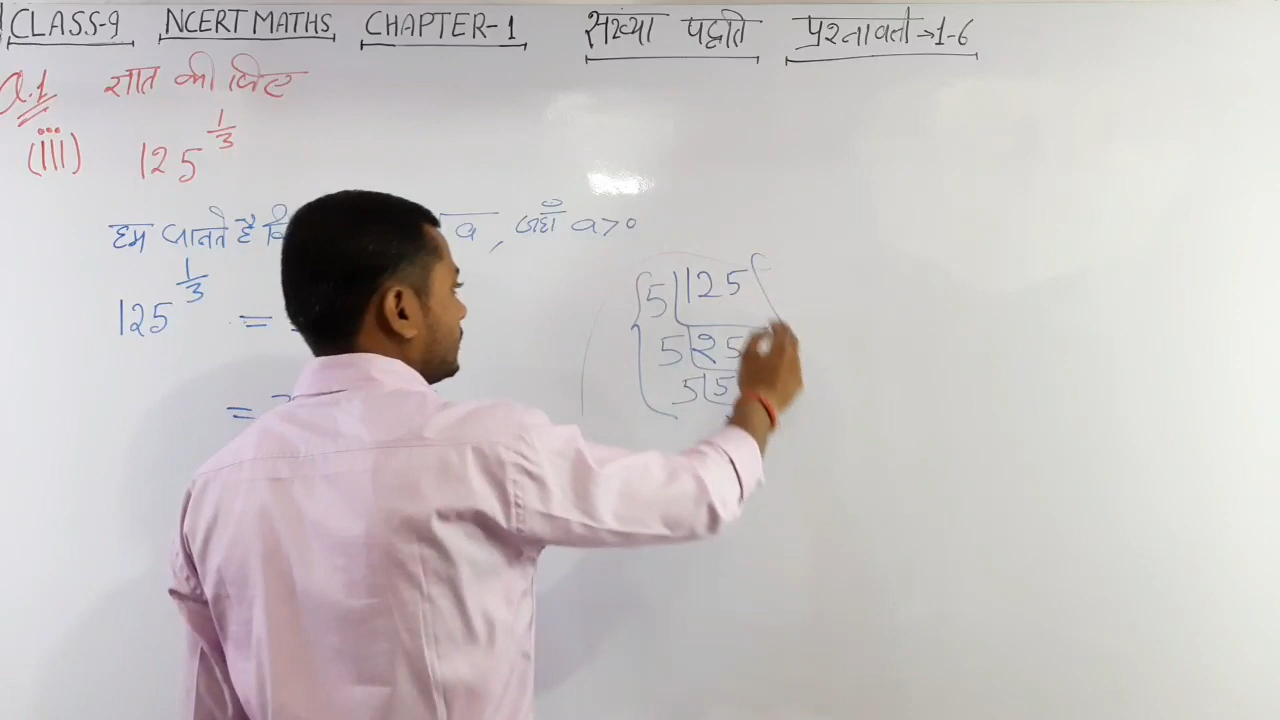 CLASS-9 NCERT MATHS CHAPTER-1 संख्या पद्धति प्रश्नावली→1-6
Q.1 ज्ञात कीजिए
(iii) 125^(1/3)
हम जानते है a, जहाँ a>0
125^(1/3) =
=
5|125
5|25
5|5